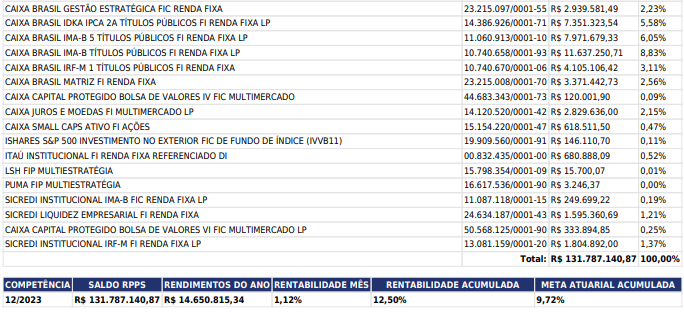 CAIXA BRASIL GESTÃO ESTRATÉGICA FIC RENDA FIXA 23.215.097/0001-55 R$ 2.939.581,49 2,23%
CAIXA BRASIL IDKA IPCA 2A TÍTULOS PÚBLICOS FI RENDA FIXA LP 14.386.926/0001-71 R$ 7.351.323,54 5,58%
CAIXA BRASIL IMA-B 5 TÍTULOS PÚBLICOS FI RENDA FIXA LP 11.060.913/0001-10 R$ 7.971.679,33 6,05%
CAIXA BRASIL IMA-B TÍTULOS PÚBLICOS FI RENDA FIXA LP 10.740.658/0001-93 R$ 11.637.250,71 8,83%
CAIXA BRASIL IRF-M 1 TÍTULOS PÚBLICOS FI RENDA FIXA 10.740.670/0001-06 R$ 4.105.106,42 3,11%
CAIXA BRASIL MATRIZ FI RENDA FIXA 23.215.008/0001-70 R$ 3.371.442,73 2,56%
CAIXA CAPITAL PROTEGIDO BOLSA DE VALORES IV FIC MULTIMERCADO 44.683.343/0001-73 R$ 120.001,90 0,09%
CAIXA JUROS E MOEDAS FI MULTIMERCADO LP 14.120.520/0001-42 R$ 2.829.636,00 2,15%
CAIXA SMALL CAPS ATIVO FI AÇÕES 15.154.220/0001-47 R$ 618.511,50 0,47%
ISHARES S&P 500 INVESTIMENTO NO EXTERIOR FIC DE FUNDO DE ÍNDICE (IVVB11) 19.909.560/0001-91 R$ 146.110,70 0,11%
ITAÚ INSTITUCIONAL FI RENDA FIXA REFERENCIADO DI 00.832.435/0001-00 R$ 680.888,09 0,52%
LSH FIP MULTIESTRATÉGIA 15.798.354/0001-09 R$ 15.700,07 0,01%
PUMA FIP MULTIESTRATÉGIA 16.617.536/0001-90 R$ 3.246,37 0,00%
SICREDI INSTITUCIONAL IMA-B FIC RENDA FIXA LP 11.087.118/0001-15 R$ 249.699,22 0,19%
SICREDI LIQUIDEZ EMPRESARIAL FI RENDA FIXA 24.634.187/0001-43 R$ 1.595.360,69 1,21%
CAIXA CAPITAL PROTEGIDO BOLSA DE VALORES VI FIC MULTIMERCADO LP 50.568.125/0001-90 R$ 333.894,85 0,25%
SICREDI INSTITUCIONAL IRF-M FI RENDA FIXA LP 13.081.159/0001-20 R$ 1.804.892,00 1,37%
Total: R$ 131.787.140,87 100,00%
COMPETÊNCIA SALDO RPPS RENDIMENTOS DO ANO RENTABILIDADE MÊS RENTABILIDADE ACUMULADA META ATUARIAL ACUMULADA
12/2023 R$ 131.787.140,87 R$ 14.650.815,34 1,12% 12,50% 9,72%